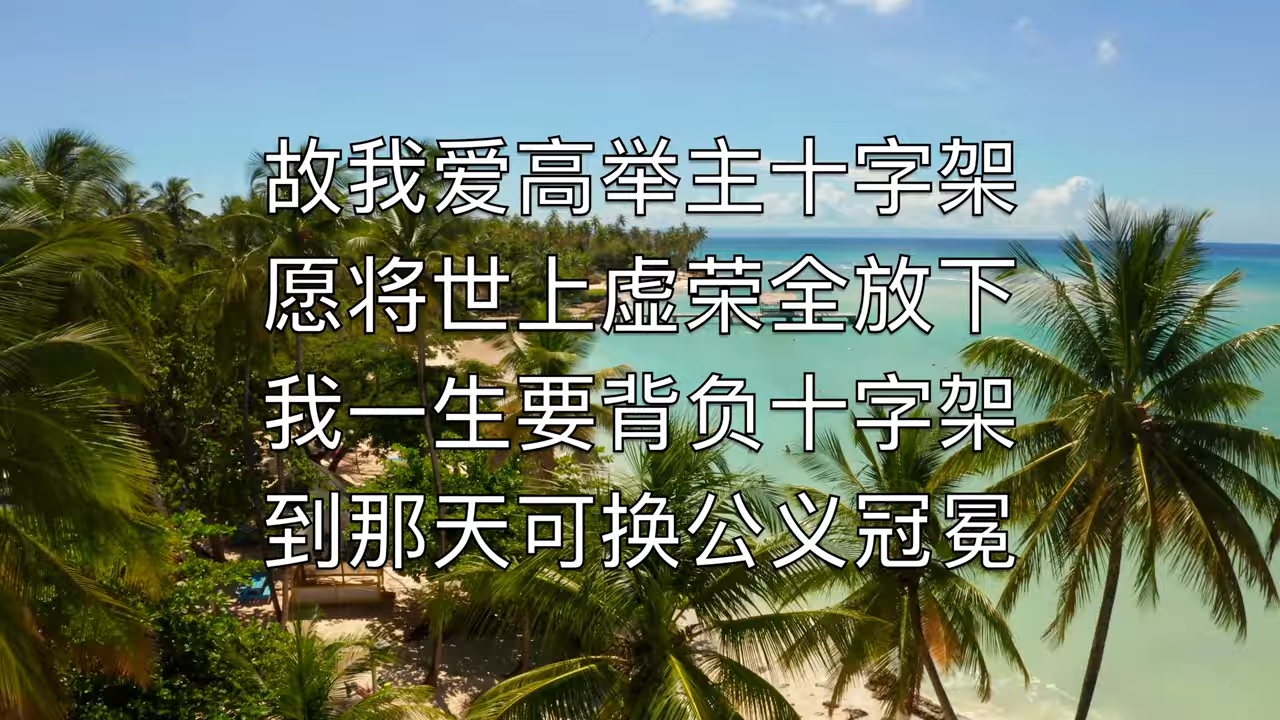 故我爱高举主十字架
愿将世上虚荣全放下
我一生要背负十字架
到那天可换公义冠冕